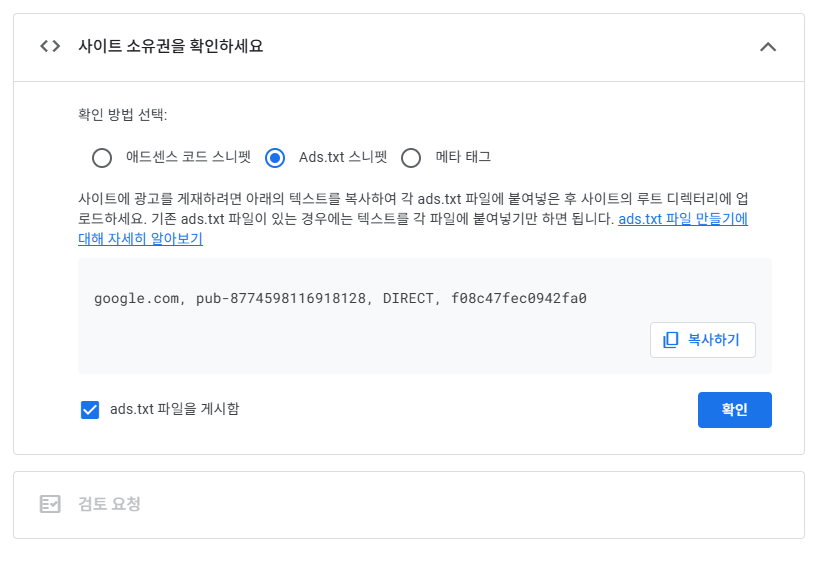 사이트 소유권을 확인하세요
확인 방법 선택:
애드센스 코드 스니펫
Ads.txt 스니펫
메타 태그
사이트에 광고를 게재하려면 아래의 텍스트를 복사하여 각 ads.txt 파일에 붙여넣은 후 사이트의 루트 디렉터리에 업
로드하세요. 기존 ads.txt 파일이 있는 경우에는 텍스트를 각 파일에 붙여넣기만 하면 됩니다. ads.txt 파일 만들기에
대해 자세히 알아보기
google.com, pub-8774598116918128, DIRECT, f08c47fec0942fa0
복사하기
ads.txt 파일을 게시함
확인
검토 요청